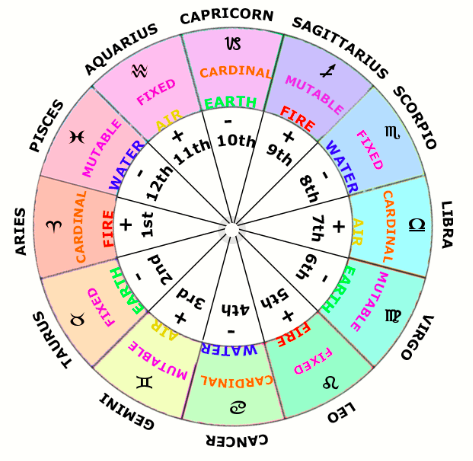 ARIES
♈
CARDINAL
FIRE
+
1st
TAURUS
♉
FIXED
EARTH
-
2nd
GEMINI
♊
MUTABLE
AIR
+
3rd
CANCER
♋
CARDINAL
WATER
-
4th
LEO
♌
FIXED
FIRE
+
5th
VIRGO
♍
MUTABLE
EARTH
-
6th
LIBRA
♎
CARDINAL
AIR
+
7th
SCORPIO
♏
FIXED
WATER
-
8th
SAGITTARIUS
♐
MUTABLE
FIRE
+
9th
CAPRICORN
♑
CARDINAL
EARTH
-
10th
AQUARIUS
♒
FIXED
AIR
+
11th
PISCES
♓
MUTABLE
WATER
-
12th